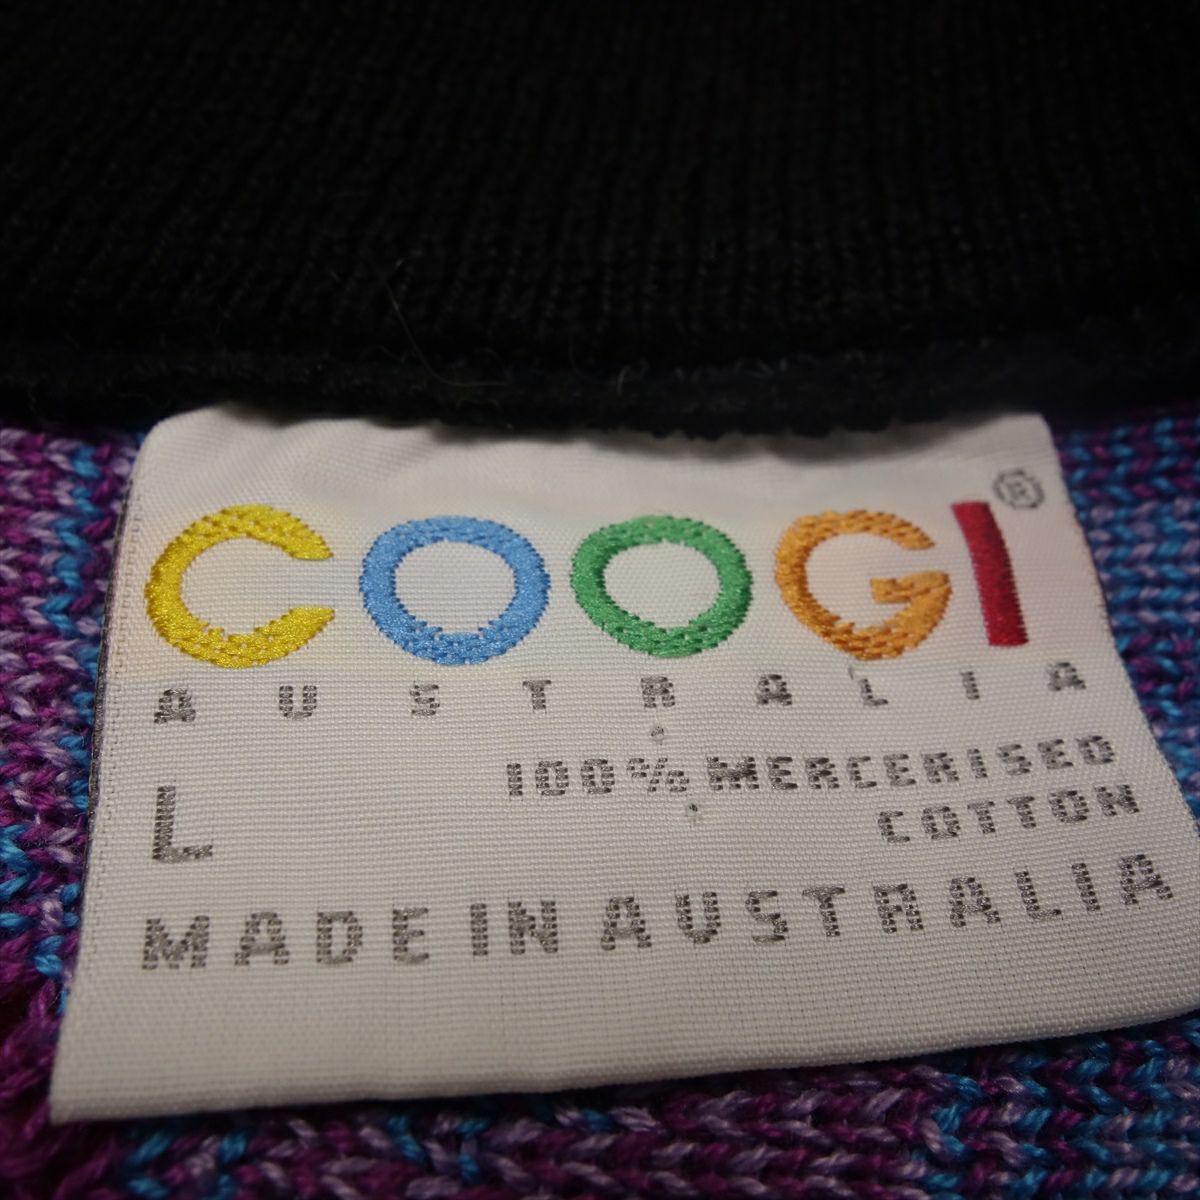 COOGI®
AUSTRALIA
L
100% MERCERISED
COTTON
MADE IN AUSTRALIA